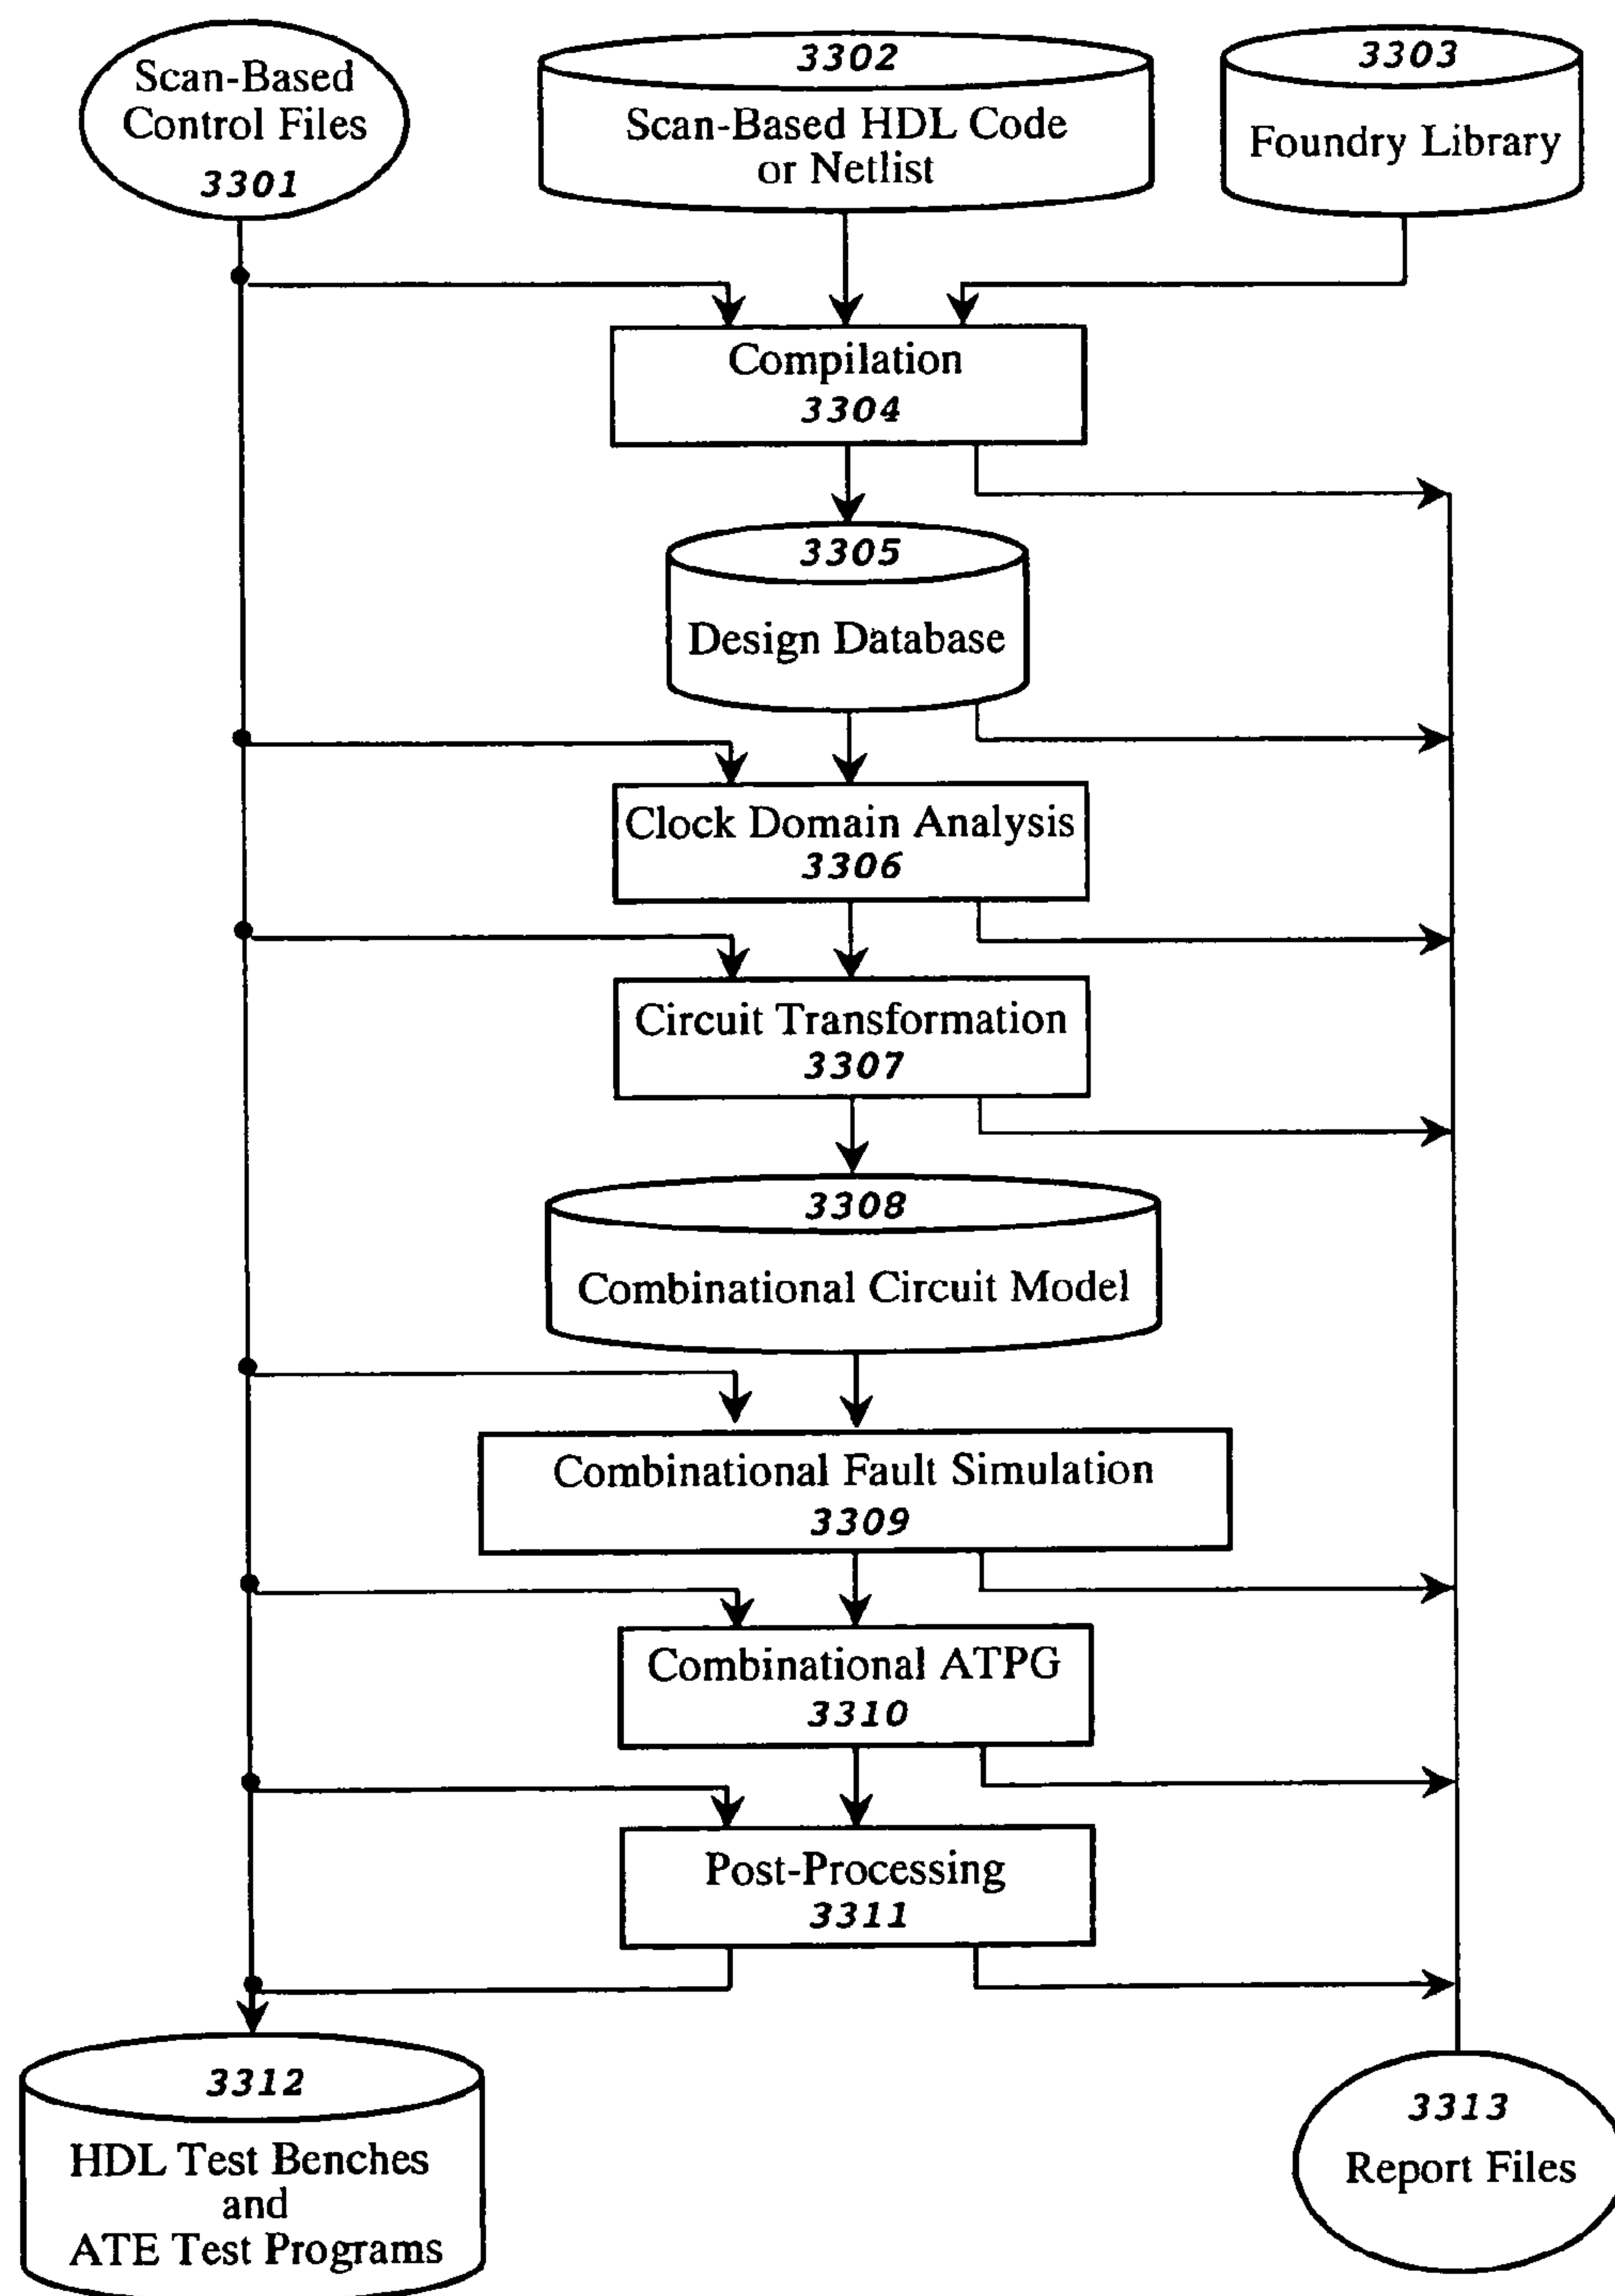 Scan-Based
Control Files
3301
3302
Scan-Based HDL Code
or Netlist
3303
Foundry Library
Compilation
3304
3305
Design Database
Clock Domain Analysis
3306
Circuit Transformation
3307
3308
Combinational Circuit Model
Combinational Fault Simulation
3309
Combinational ATPG
3310
Post-Processing
3311
3312
HDL Test Benches
and
ATE Test Programs
3313
Report Files